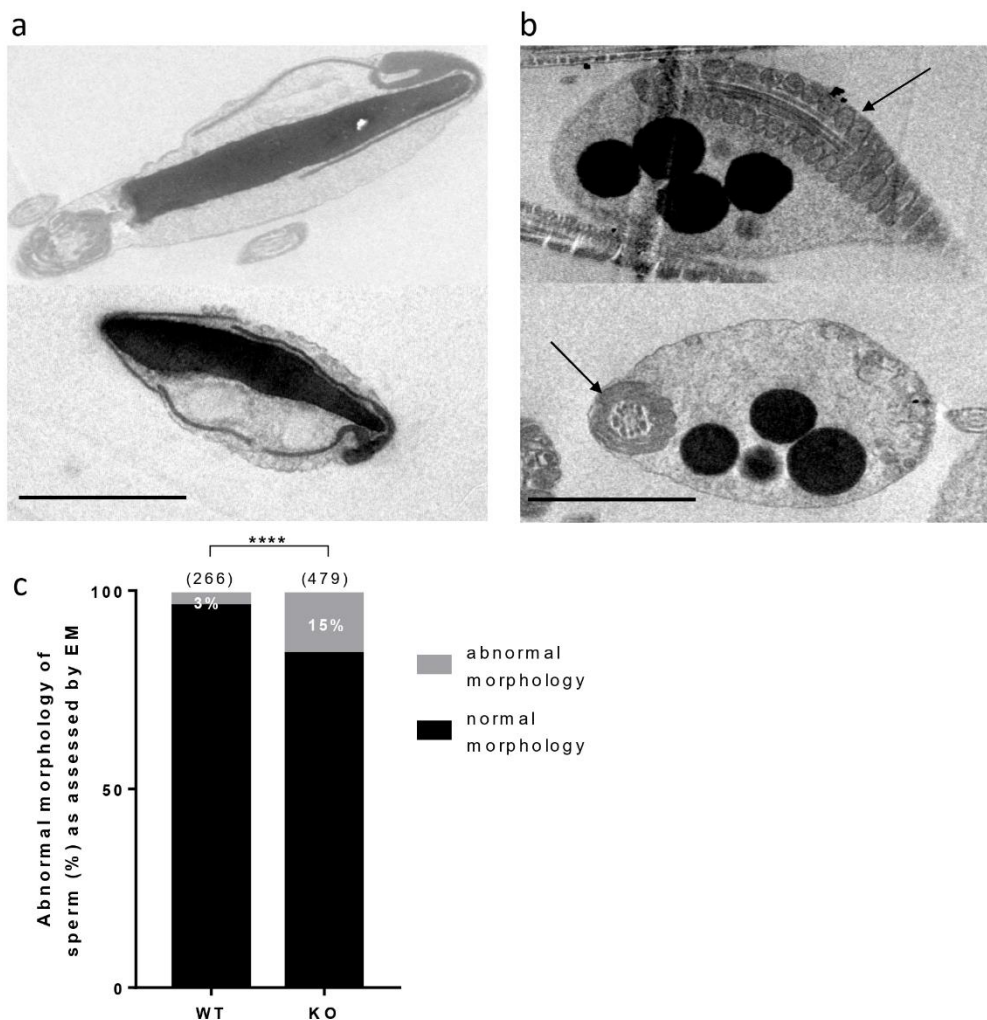 a
b
c
****
(266)
(479)
100
3%
15%
50
0
Abnormal morphology of
sperm (%) as assessed by EM
WT
KO
abnormal
morphology
normal
morphology